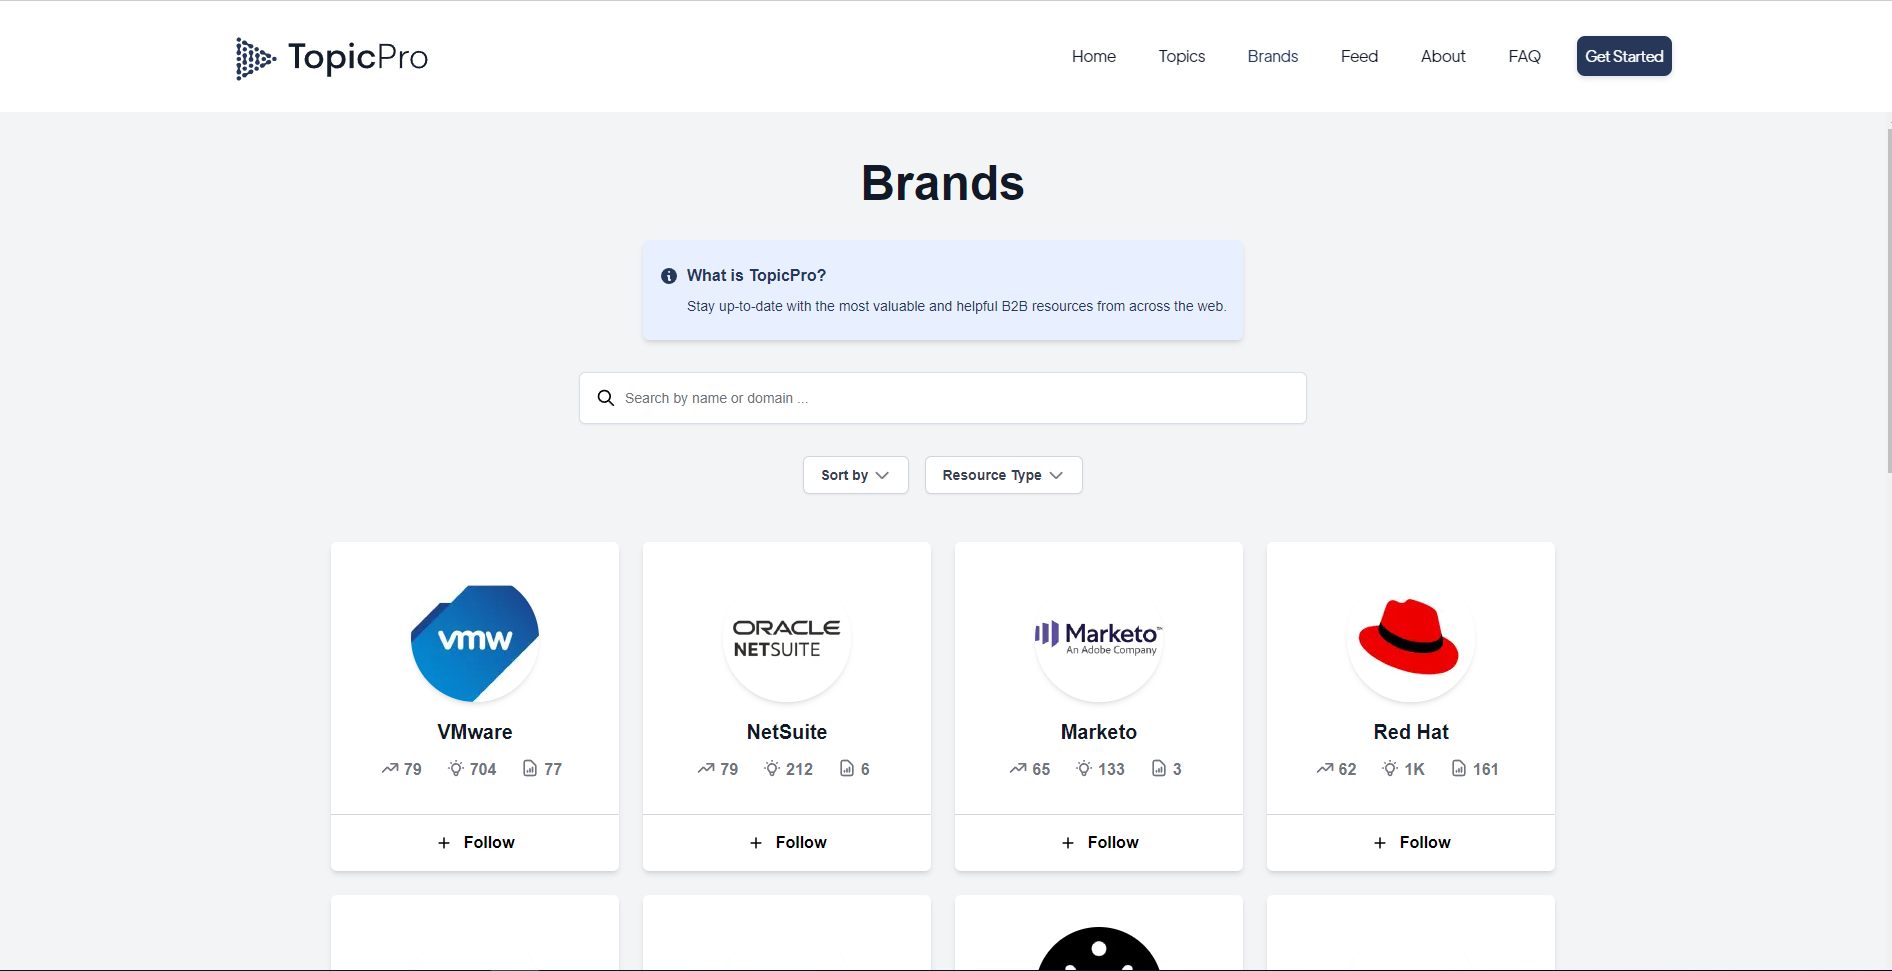 TopicPro
Home Topics Brands Feed About FAQ Get Started
Brands
What is TopicPro?
Stay up-to-date with the most valuable and helpful B2B resources from across the web.
Search by name or domain ...
Sort by Resource Type
vmw
ORACLE
NETSUITE
Marketo™
An Adobe Company
VMware NetSuite Marketo Red Hat
79 704 77 79 212 6 65 133 3 62 1K 161
+ Follow + Follow + Follow + Follow